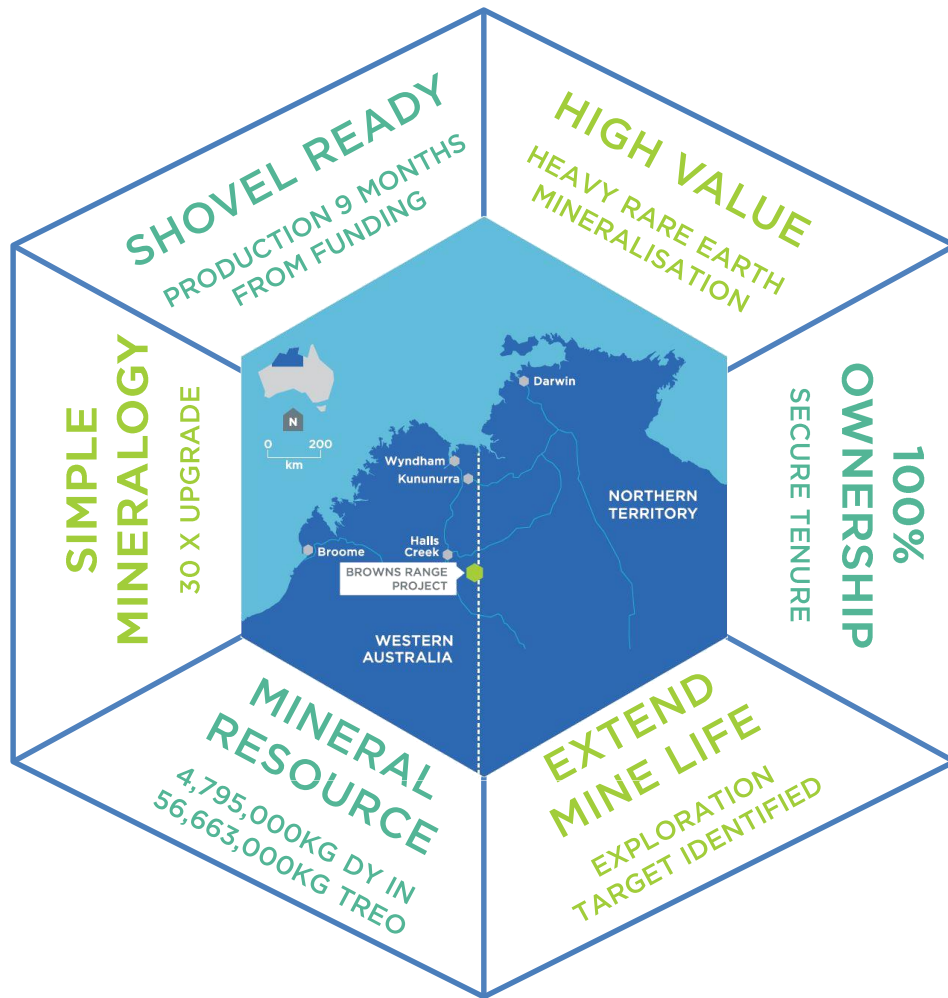 SHOVEL READY
PRODUCTION 9 MONTHS
FROM FUNDING
HIGH VALUE
HEAVY RARE EARTH
MINERALISATION
100%
OWNERSHIP
SECURE TENURE
EXTEND
MINE LIFE
EXPLORATION
TARGET IDENTIFIED
MINERAL
RESOURCE
4,795,000KG DY IN
56,663,000KG TREO
SIMPLE
MINERALOGY
30 X UPGRADE
N
0 200
km
Darwin
Wyndham
Kununurra
NORTHERN
TERRITORY
Broome
Halls
Creek
BROWNS RANGE
PROJECT
WESTERN
AUSTRALIA